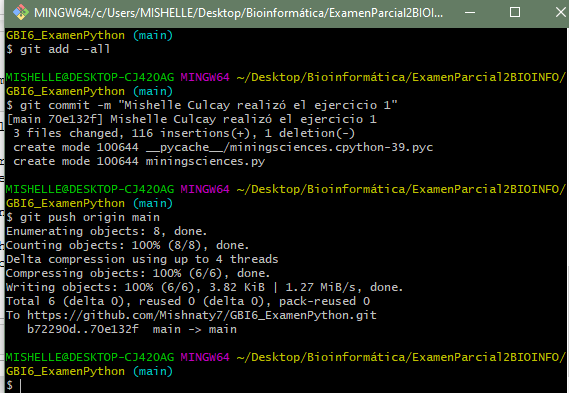 MINGW64:/c/Users/MISHELLE/Desktop/Bioinformática/ExamenParcial2BIOI...
GBI6_ExamenPython (main)
$ git add --all
MISHELLE@DESKTOP-CJ42OAG MINGW64 ~/Desktop/Bioinformática/ExamenParcial2BIOINFO/
GBI6_ExamenPython (main)
$ git commit -m "Mishelle Culcay realizó el ejercicio 1"
[main 70e132f] Mishelle Culcay realizó el ejercicio 1
 3 files changed, 116 insertions(+), 1 deletion(-)
 create mode 100644 __pycache__/miningsciences.cpython-39.pyc
 create mode 100644 miningsciences.py
MISHELLE@DESKTOP-CJ42OAG MINGW64 ~/Desktop/Bioinformática/ExamenParcial2BIOINFO/
GBI6_ExamenPython (main)
$ git push origin main
Enumerating objects: 8, done.
Counting objects: 100% (8/8), done.
Delta compression using up to 4 threads
Compressing objects: 100% (6/6), done.
Writing objects: 100% (6/6), 3.82 KiB | 1.27 MiB/s, done.
Total 6 (delta 0), reused 0 (delta 0), pack-reused 0
To https://github.com/Mishnaty7/GBI6_ExamenPython.git
   b72290d..70e132f  main -> main
MISHELLE@DESKTOP-CJ42OAG MINGW64 ~/Desktop/Bioinformática/ExamenParcial2BIOINFO/
GBI6_ExamenPython (main)
$